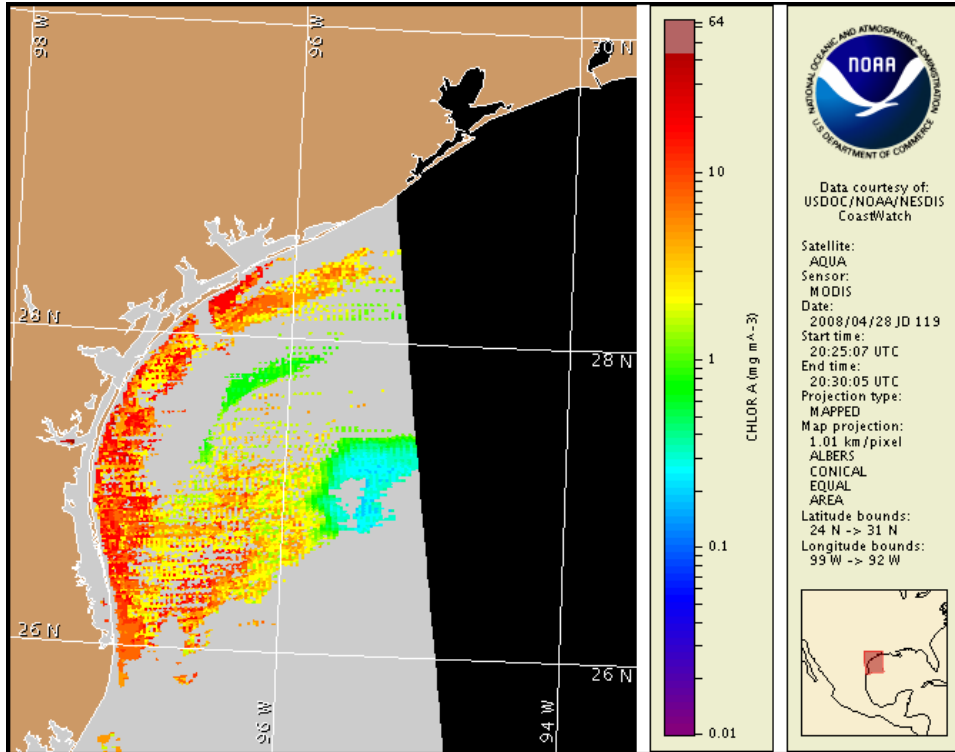 98 W
96 W
30 N
28 N
28 N
26 N
26 N
96 W
94 W
64
10
1
0.1
0.01
CHLOR A (mg m^-3)
NATIONAL OCEANIC AND ATMOSPHERIC ADMINISTRATION
NOAA
U.S. DEPARTMENT OF COMMERCE
Data courtesy of:
USDOC/NOAA/NESDIS
CoastWatch
Satellite:
AQUA
Sensor:
MODIS
Date:
2008/04/28 JD 119
Start time:
20:25:07 UTC
End time:
20:30:05 UTC
Projection type:
MAPPED
Map projection:
1.01 km/pixel
ALBERS
CONICAL
EQUAL
AREA
Latitude bounds:
24 N -> 31 N
Longitude bounds:
99 W -> 92 W